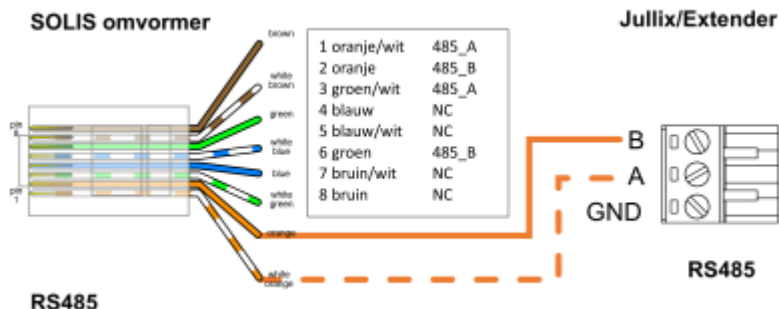 SOLIS omvormer
Jullix/Extender
brown
white
brown
green
white
blue
blue
white
green
orange
white
orange
pin
8
pin
1
1 oranje/wit 485_A
2 oranje 485_B
3 groen/wit 485_A
4 blauw NC
5 blauw/wit NC
6 groen 485_B
7 bruin/wit NC
8 bruin NC
B
A
GND
RS485
RS485